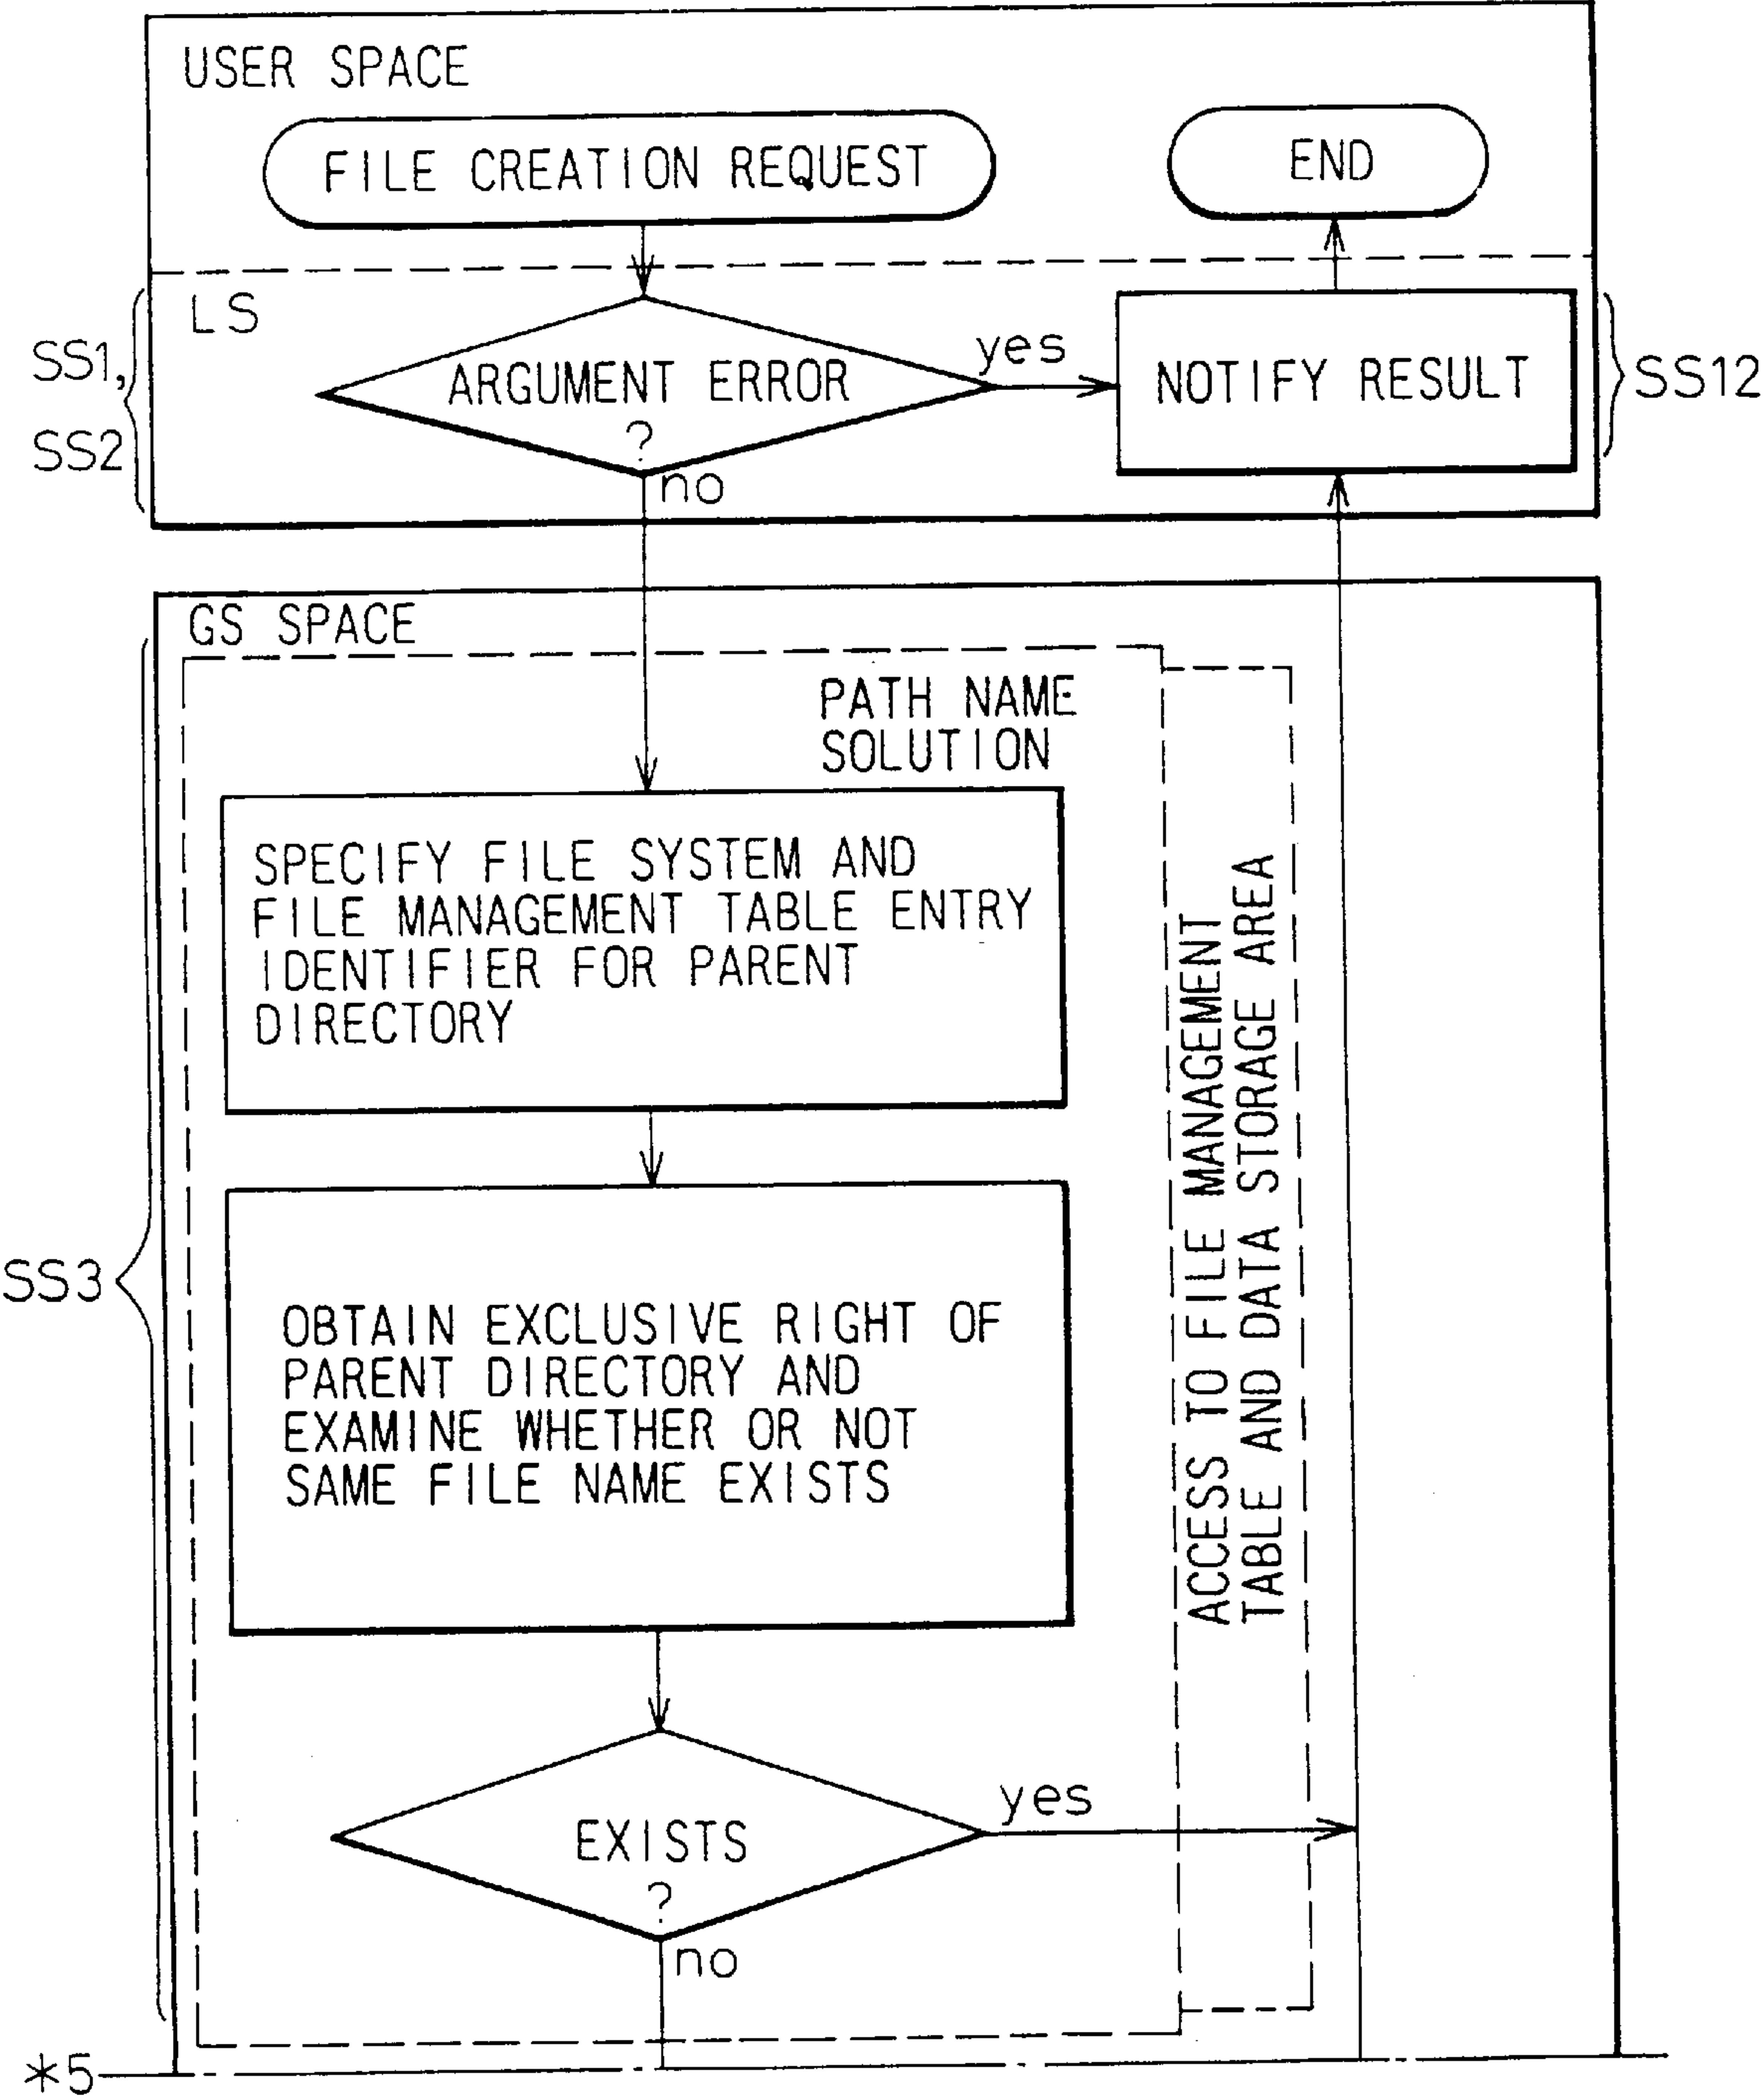 USER SPACE
FILE CREATION REQUEST
END
LS
SS1,
SS2
ARGUMENT ERROR
?
yes
no
NOTIFY RESULT
SS12
GS SPACE
PATH NAME
SOLUTION
SPECIFY FILE SYSTEM AND
FILE MANAGEMENT TABLE ENTRY
IDENTIFIER FOR PARENT
DIRECTORY
SS3
OBTAIN EXCLUSIVE RIGHT OF
PARENT DIRECTORY AND
EXAMINE WHETHER OR NOT
SAME FILE NAME EXISTS
ACCESS TO FILE MANAGEMENT
TABLE AND DATA STORAGE AREA
EXISTS
?
yes
no
*5